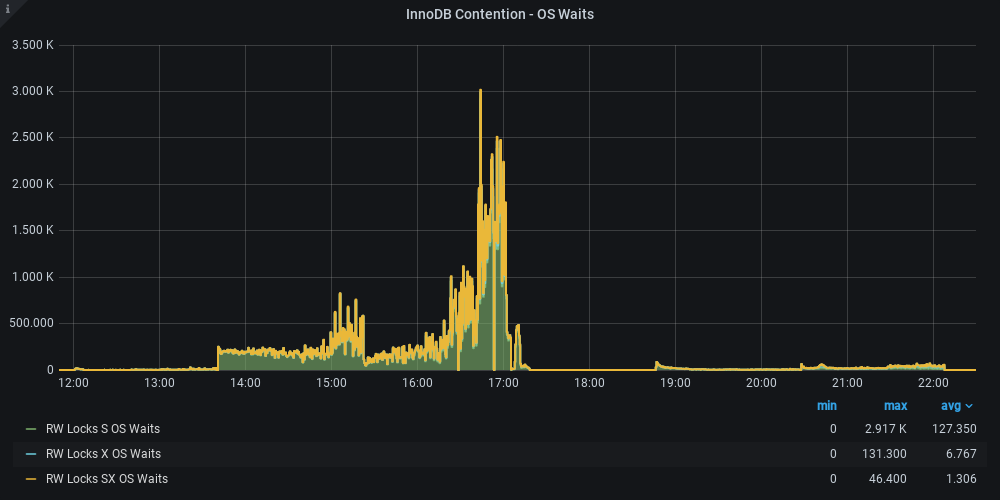 i
InnoDB Contention - OS Waits
3.500 K
3.000 K
2.500 K
2.000 K
1.500 K
1.000 K
500.000
0
12:00 13:00 14:00 15:00 16:00 17:00 18:00 19:00 20:00 21:00 22:00
min max avg
RW Locks S OS Waits 0 2.917 K 127.350
RW Locks X OS Waits 0 131.300 6.767
RW Locks SX OS Waits 0 46.400 1.306